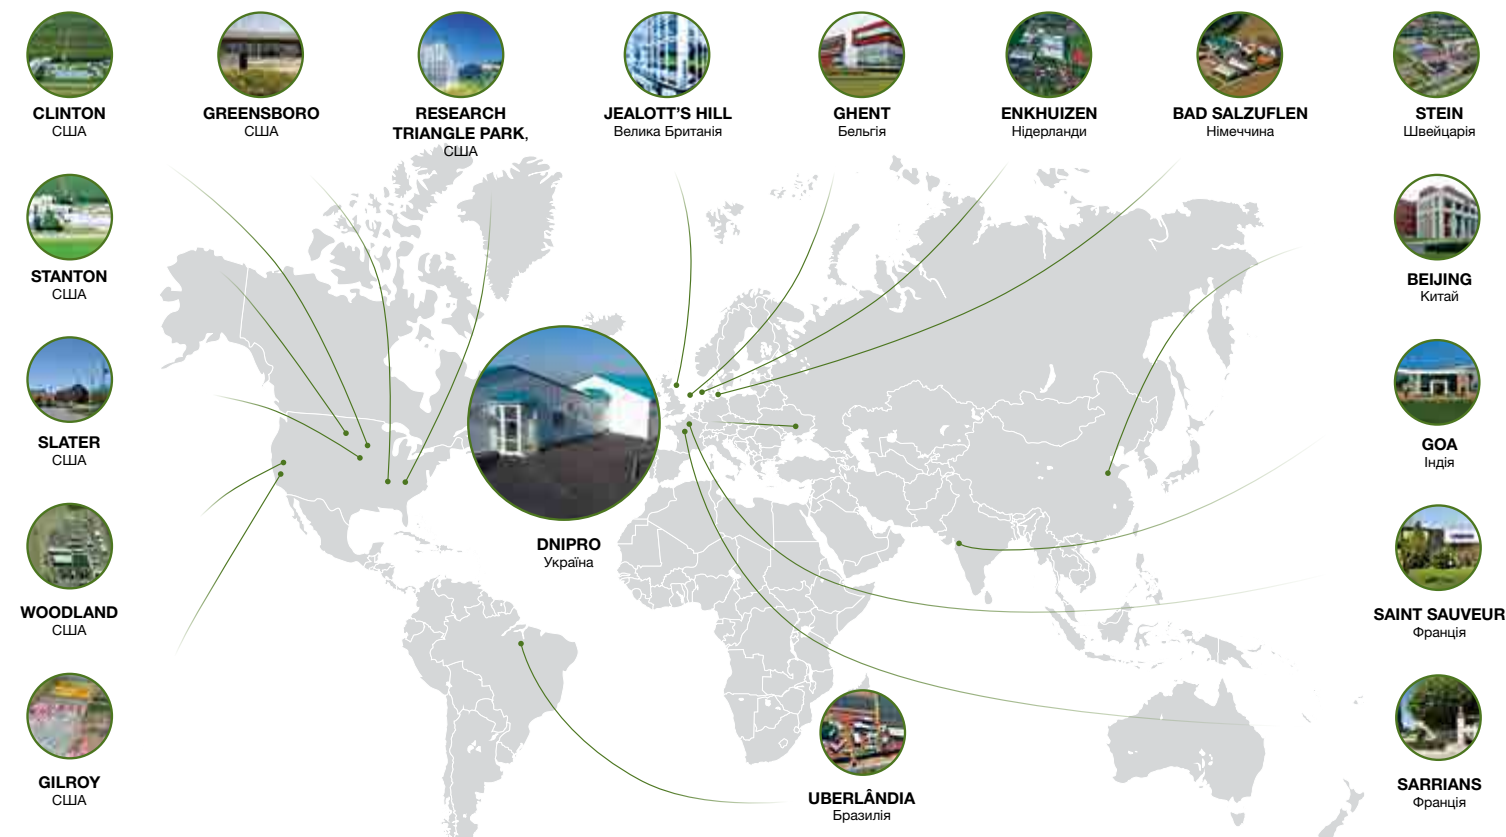 CLINTON
США
GREENSBORO
США
RESEARCH
TRIANGLE PARK,
США
JEALOTT'S HILL
Велика Британія
GHENT
Бельгія
ENKHUIZEN
Нідерланди
BAD SALZUFLEN
Німеччина
STEIN
Швейцарія
STANTON
США
BEIJING
Китай
SLATER
США
GOA
Індія
DNIPRO
Україна
WOODLAND
США
SAINT SAUVEUR
Франція
GILROY
США
UBERLÂNDIA
Бразилія
SARRIANS
Франція